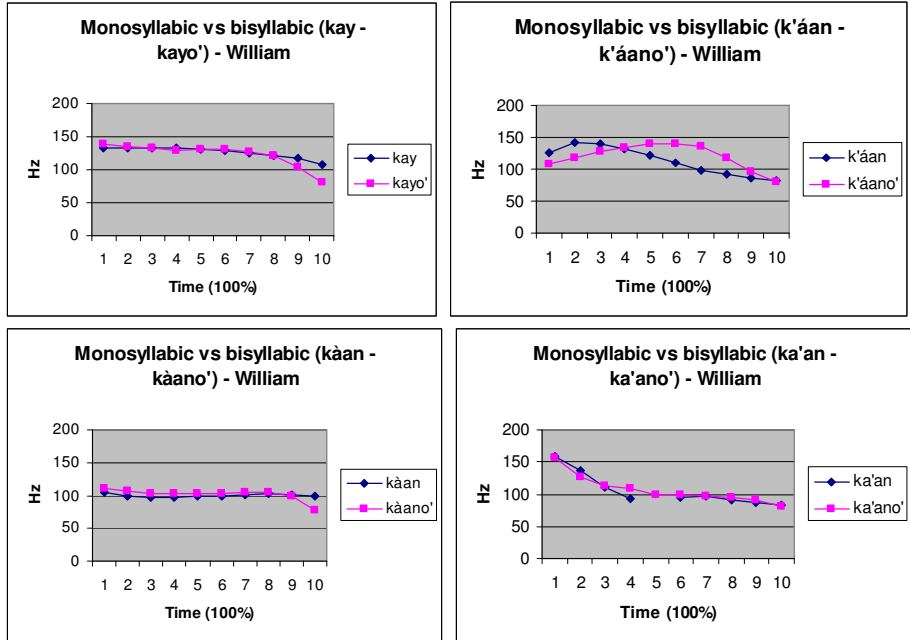 Monosyllabic vs bisyllabic (kay -
kayo') - William
200
150
100
50
0
Hz
1 2 3 4 5 6 7 8 9 10
Time (100%)
kay
kayo'
Monosyllabic vs bisyllabic (k'áan -
k'áano') - William
200
150
100
50
0
Hz
1 2 3 4 5 6 7 8 9 10
Time (100%)
k'áan
k'áano'
Monosyllabic vs bisyllabic (kàan -
kàano') - William
200
150
100
50
0
Hz
1 2 3 4 5 6 7 8 9 10
Time (100%)
kàan
kàano'
Monosyllabic vs bisyllabic (ka'an -
ka'ano') - William
200
150
100
50
0
Hz
1 2 3 4 5 6 7 8 9 10
Time (100%)
ka'an
ka'ano'